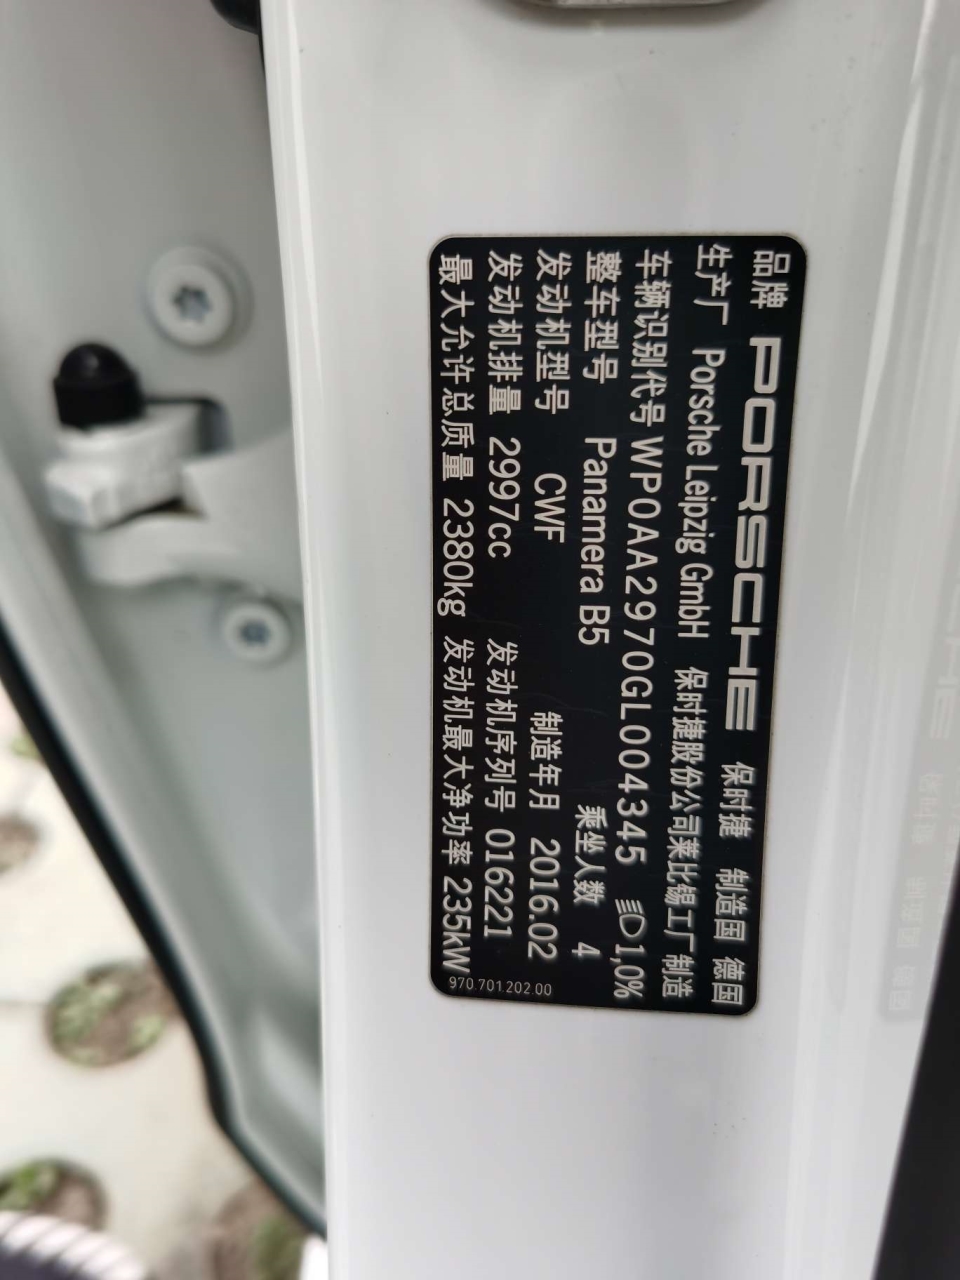 品牌 PORSCHE 保时捷 制造国 德国
生产厂 Porsche Leipzig GmbH 保时捷股份公司莱比锡工厂制造
车辆识别代号 WP0AA2970GL004345 1,0%
整车型号 Panamera B5 乘坐人数 4
发动机型号 CWF 制造年月 2016.02
发动机排量 2997cc 发动机序列号 016221
最大允许总质量 2380kg 发动机最大净功率 235kW
970.701.202.00